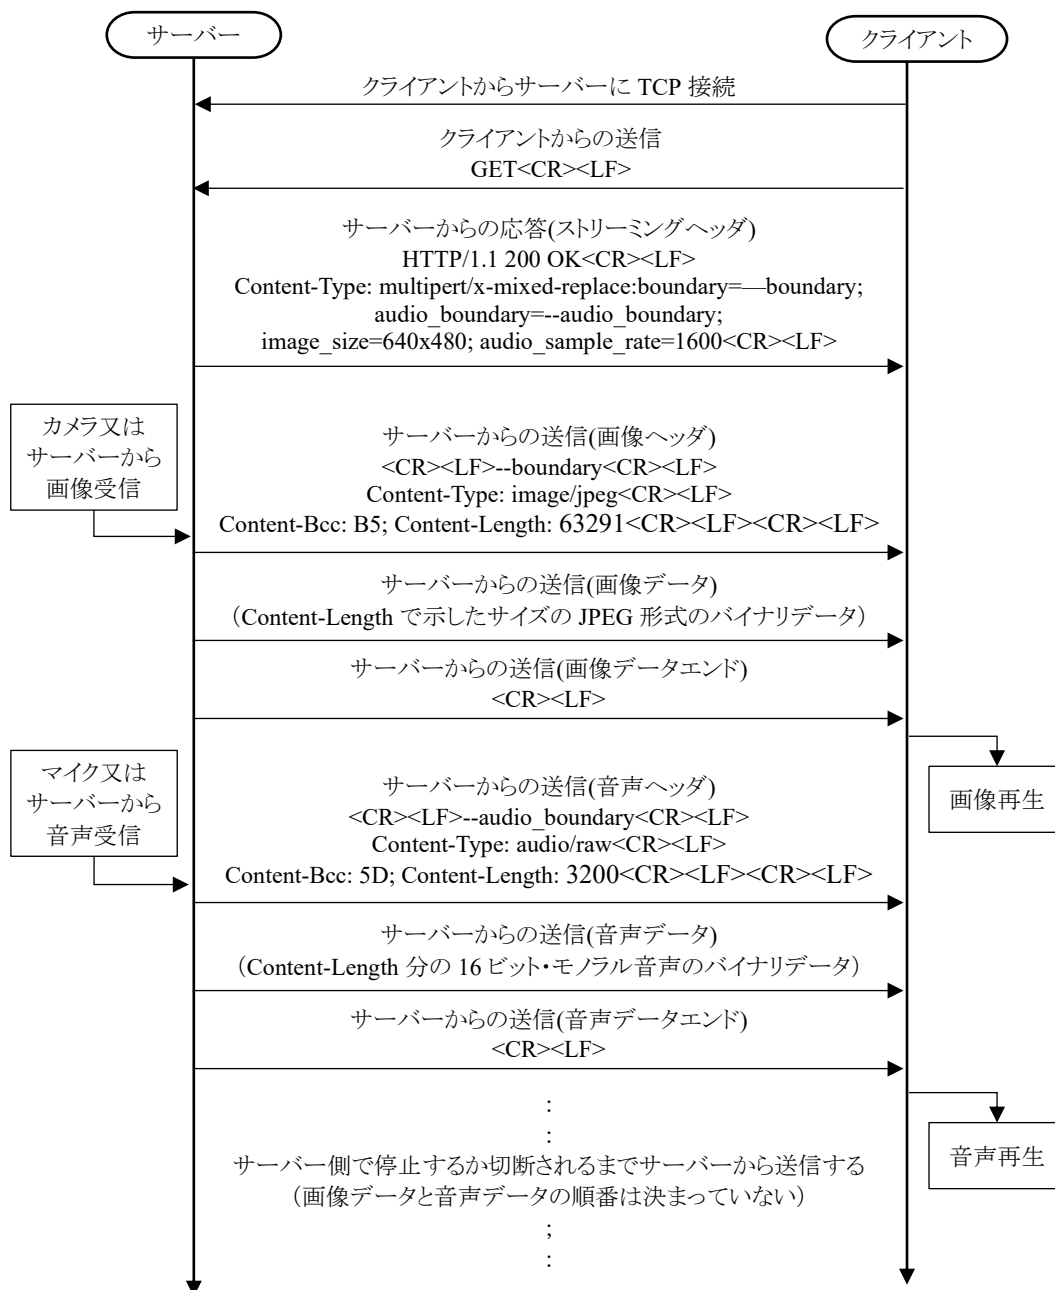 サーバー
クライアント
クライアントからサーバーに TCP 接続
クライアントからの送信
GET<CR><LF>
サーバーからの応答(ストリーミングヘッダ)
HTTP/1.1 200 OK<CR><LF>
Content-Type: multipert/x-mixed-replace:boundary=—boundary;
audio_boundary=--audio_boundary;
image_size=640x480; audio_sample_rate=1600<CR><LF>
カメラ又は
サーバーから
画像受信
サーバーからの送信(画像ヘッダ)
<CR><LF>--boundary<CR><LF>
Content-Type: image/jpeg<CR><LF>
Content-Bcc: B5; Content-Length: 63291<CR><LF><CR><LF>
サーバーからの送信(画像データ)
（Content-Length で示したサイズの JPEG 形式のバイナリデータ）
サーバーからの送信(画像データエンド)
<CR><LF>
画像再生
マイク又は
サーバーから
音声受信
サーバーからの送信(音声ヘッダ)
<CR><LF>--audio_boundary<CR><LF>
Content-Type: audio/raw<CR><LF>
Content-Bcc: 5D; Content-Length: 3200<CR><LF><CR><LF>
サーバーからの送信(音声データ)
（Content-Length 分の 16 ビット・モノラル音声のバイナリデータ）
サーバーからの送信(音声データエンド)
<CR><LF>
音声再生
:
:
サーバー側で停止するか切断されるまでサーバーから送信する
（画像データと音声データの順番は決まっていない）
;
: